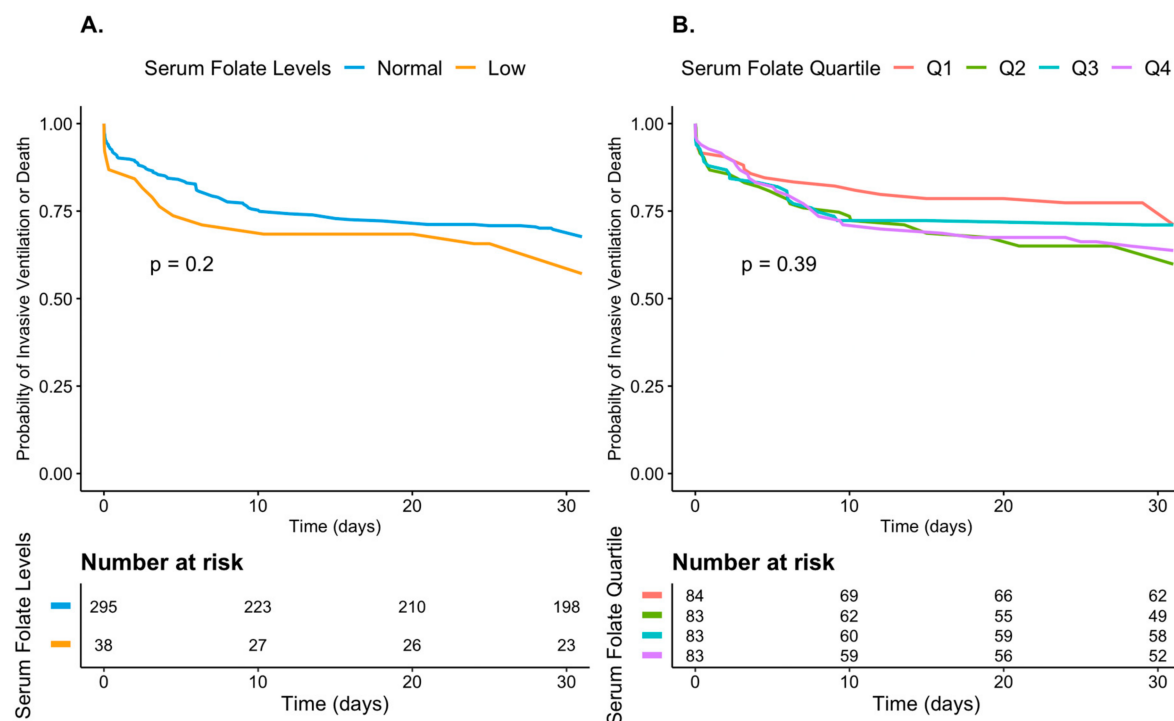 A.
Serum Folate Levels Normal Low
Probabilty of Invasive Ventilation or Death
1.00
0.75
0.50
0.25
0.00
p = 0.2
0 10 20 30
Time (days)
Number at risk
Serum Folate Levels
295 223 210 198
38 27 26 23
0 10 20 30
Time (days)
B.
Serum Folate Quartile Q1 Q2 Q3 Q4
Probabilty of Invasive Ventilation or Death
1.00
0.75
0.50
0.25
0.00
p = 0.39
0 10 20 30
Time (days)
Number at risk
Serum Folate Quartile
84 69 66 62
83 62 55 49
83 60 59 58
83 59 56 52
0 10 20 30
Time (days)